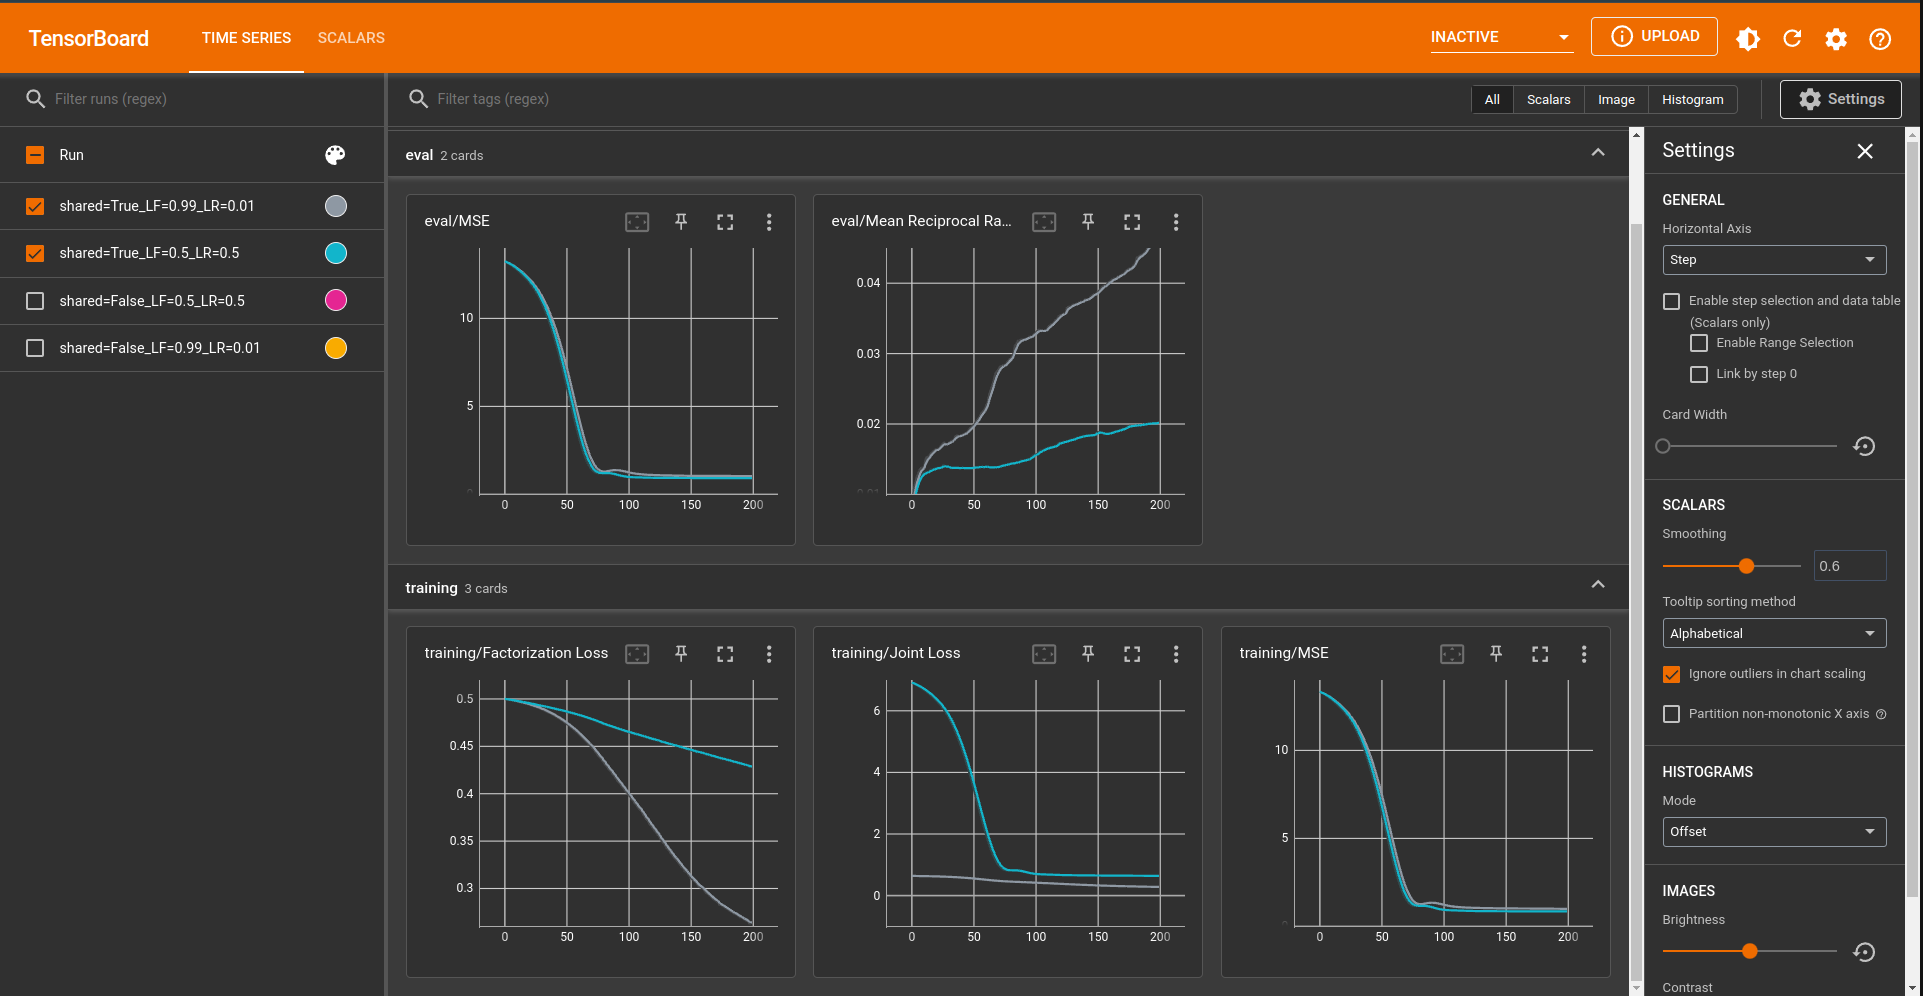 TensorBoard TIME SERIES SCALARS INACTIVE UPLOAD
Filter runs (regex)
Run
shared=True_LF=0.99_LR=0.01
shared=True_LF=0.5_LR=0.5
shared=False_LF=0.5_LR=0.5
shared=False_LF=0.99_LR=0.01
Filter tags (regex) All Scalars Image Histogram Settings
eval 2 cards
eval/MSE
10
5
0
0 50 100 150 200
eval/Mean Reciprocal Ra...
0.04
0.03
0.02
0.01
0 50 100 150 200
training 3 cards
training/Factorization Loss
0.5
0.45
0.4
0.35
0.3
0 50 100 150 200
training/Joint Loss
6
4
2
0
0 50 100 150 200
training/MSE
10
5
0 50 100 150 200
Settings
GENERAL
Horizontal Axis
Step
Enable step selection and data table
(Scalars only)
Enable Range Selection
Link by step 0
Card Width
SCALARS
Smoothing
0.6
Tooltip sorting method
Alphabetical
Ignore outliers in chart scaling
Partition non-monotonic X axis
HISTOGRAMS
Mode
Offset
IMAGES
Brightness
Contrast